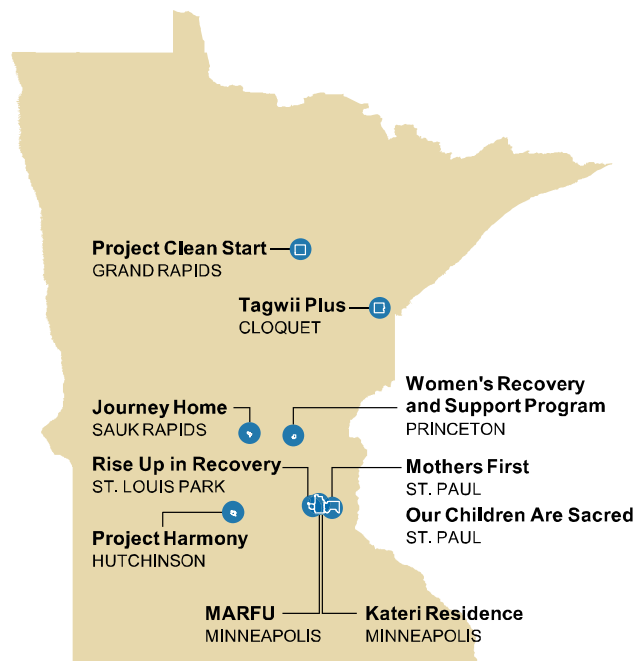 Project Clean Start
GRAND RAPIDS
Tagwii Plus
CLOQUET
Women's Recovery
and Support Program
PRINCETON
Journey Home
SAUK RAPIDS
Rise Up in Recovery
ST. LOUIS PARK
Mothers First
ST. PAUL
Our Children Are Sacred
ST. PAUL
Project Harmony
HUTCHINSON
MARFU
MINNEAPOLIS
Kateri Residence
MINNEAPOLIS